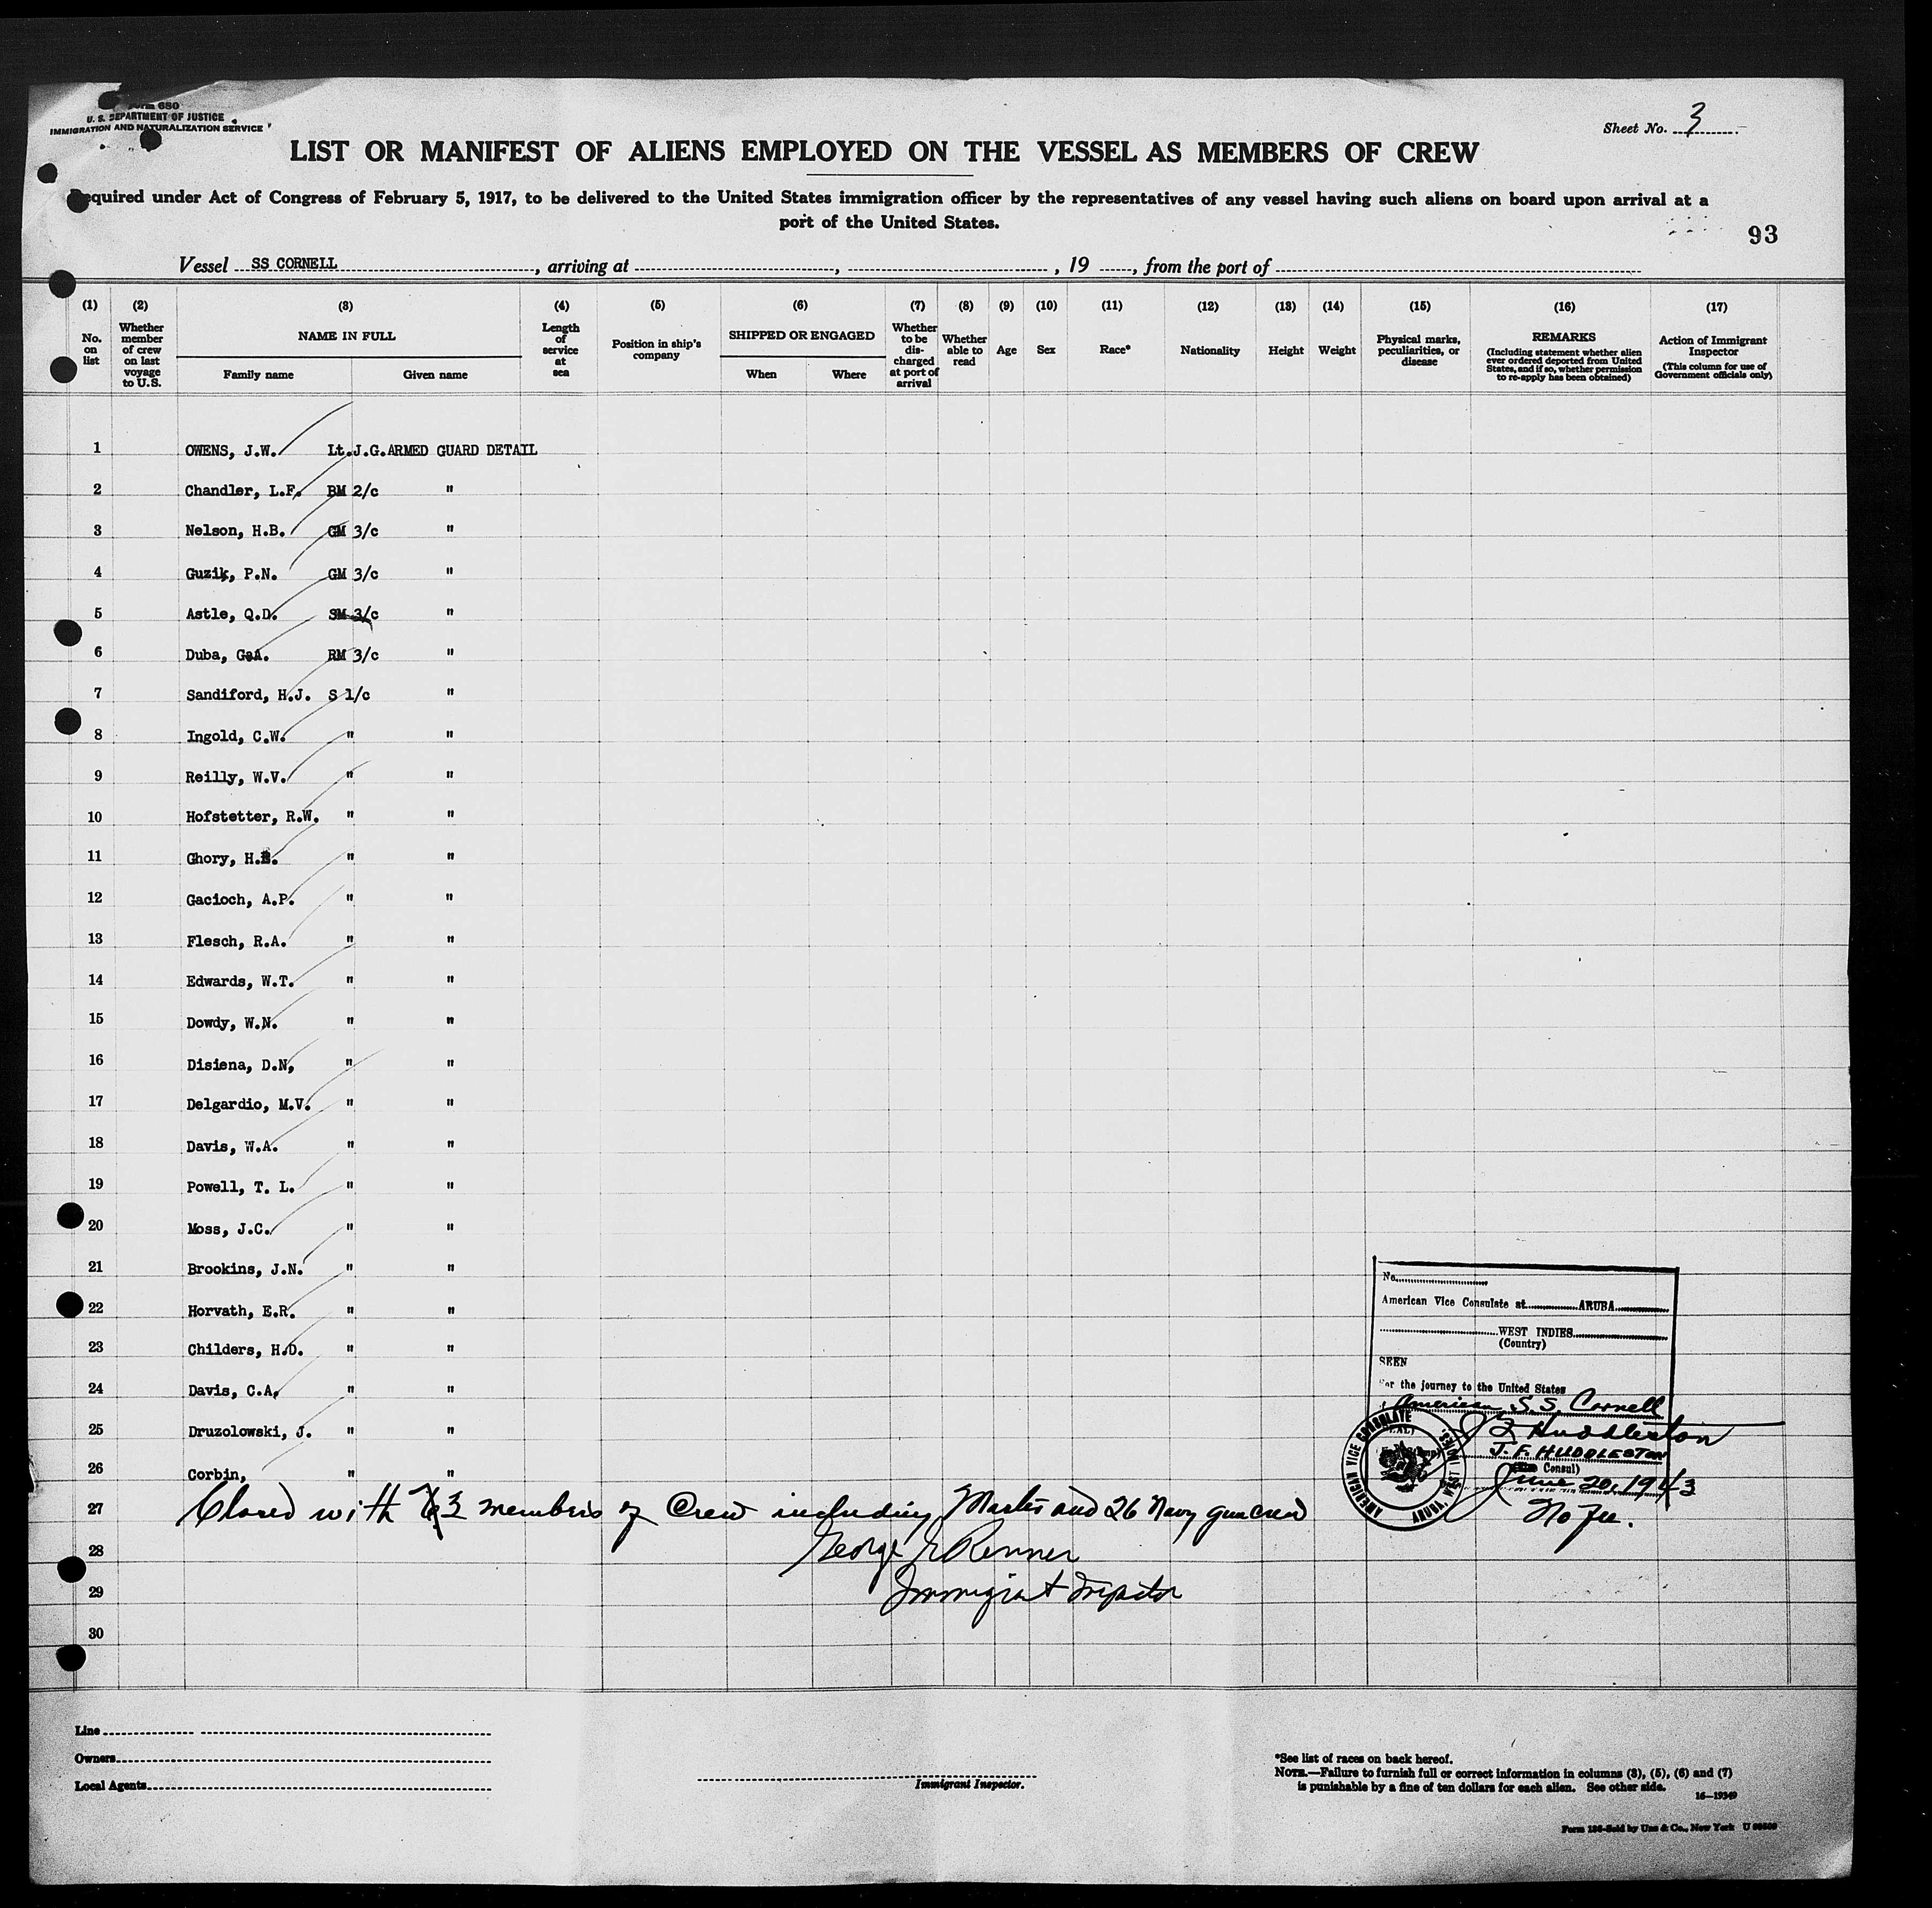 Form 680
U. S. DEPARTMENT OF JUSTICE
IMMIGRATION AND NATURALIZATION SERVICE
Sheet No. 3
LIST OR MANIFEST OF ALIENS EMPLOYED ON THE VESSEL AS MEMBERS OF CREW
Required under Act of Congress of February 5, 1917, to be delivered to the United States immigration officer by the representatives of any vessel having such aliens on board upon arrival at a
port of the United States.
93
Vessel SS CORNELL, arriving at , , 19 , from the port of
(1) (2) (3) (4) (5) (6) (7) (8) (9) (10) (11) (12) (13) (14) (15) (16) (17)
No. on list
Whether member of crew on last voyage to U.S.
NAME IN FULL
Family name
Given name
Length of service at sea
Position in ship's company
SHIPPED OR ENGAGED
When
Where
Whether to be discharged at port of arrival
Whether able to read
Age
Sex
Race*
Nationality
Height
Weight
Physical marks, peculiarities, or disease
REMARKS
(Including statement whether alien ever ordered deported from United States, and if so, whether permission to re-apply has been obtained)
Action of Immigrant Inspector
(This column for use of Government officials only)
1 OWENS, J.W. Lt.J.G. ARMED GUARD DETAIL
2 Chandler, L.F. BM 2/c "
3 Nelson, H.B. GM 3/c "
4 Guzik, P.N. GM 3/c "
5 Astle, Q.D. SM 3/c "
6 Duba, G.A. RM 3/c "
7 Sandiford, H.J. S 1/c "
8 Ingold, C.W. " "
9 Reilly, W.V. " "
10 Hofstetter, R.W. " "
11 Ghory, H. " "
12 Gacioch, A.P. " "
13 Flesch, R.A. " "
14 Edwards, W.T. " "
15 Dowdy, W.N. " "
16 Disiena, D.N, " "
17 Delgardio, M.V. " "
18 Davis, W.A. " "
19 Powell, T. L. " "
20 Moss, J.C. " "
21 Brookins, J.N. " "
22 Horvath, E.R. " "
23 Childers, H.D. " "
24 Davis, C.A. " "
25 Druzolowski, J. " "
26 Corbin, " "
27 Closed with members of Crew including Master and 26 Navy gun crew
28 George E Renner
29 Immigrant Inspector
30
No.
American Vice Consulate at ARUBA
WEST INDIES
(Country)
SEEN
For the journey to the United States
American S.S. Cornell
J F Huddleston
J. F. HUDDLESTON
Consul)
June 20, 1943
No Fee.
AMERICAN VICE CONSULATE
ARUBA, WEST INDIES
Line
Owners
Local Agents
Immigrant Inspector.
*See list of races on back hereof.
NOTE.—Failure to furnish full or correct information in columns (3), (5), (6) and (7)
is punishable by a fine of ten dollars for each alien. See other side.
16—19349
Sold by Unz & Co., New York